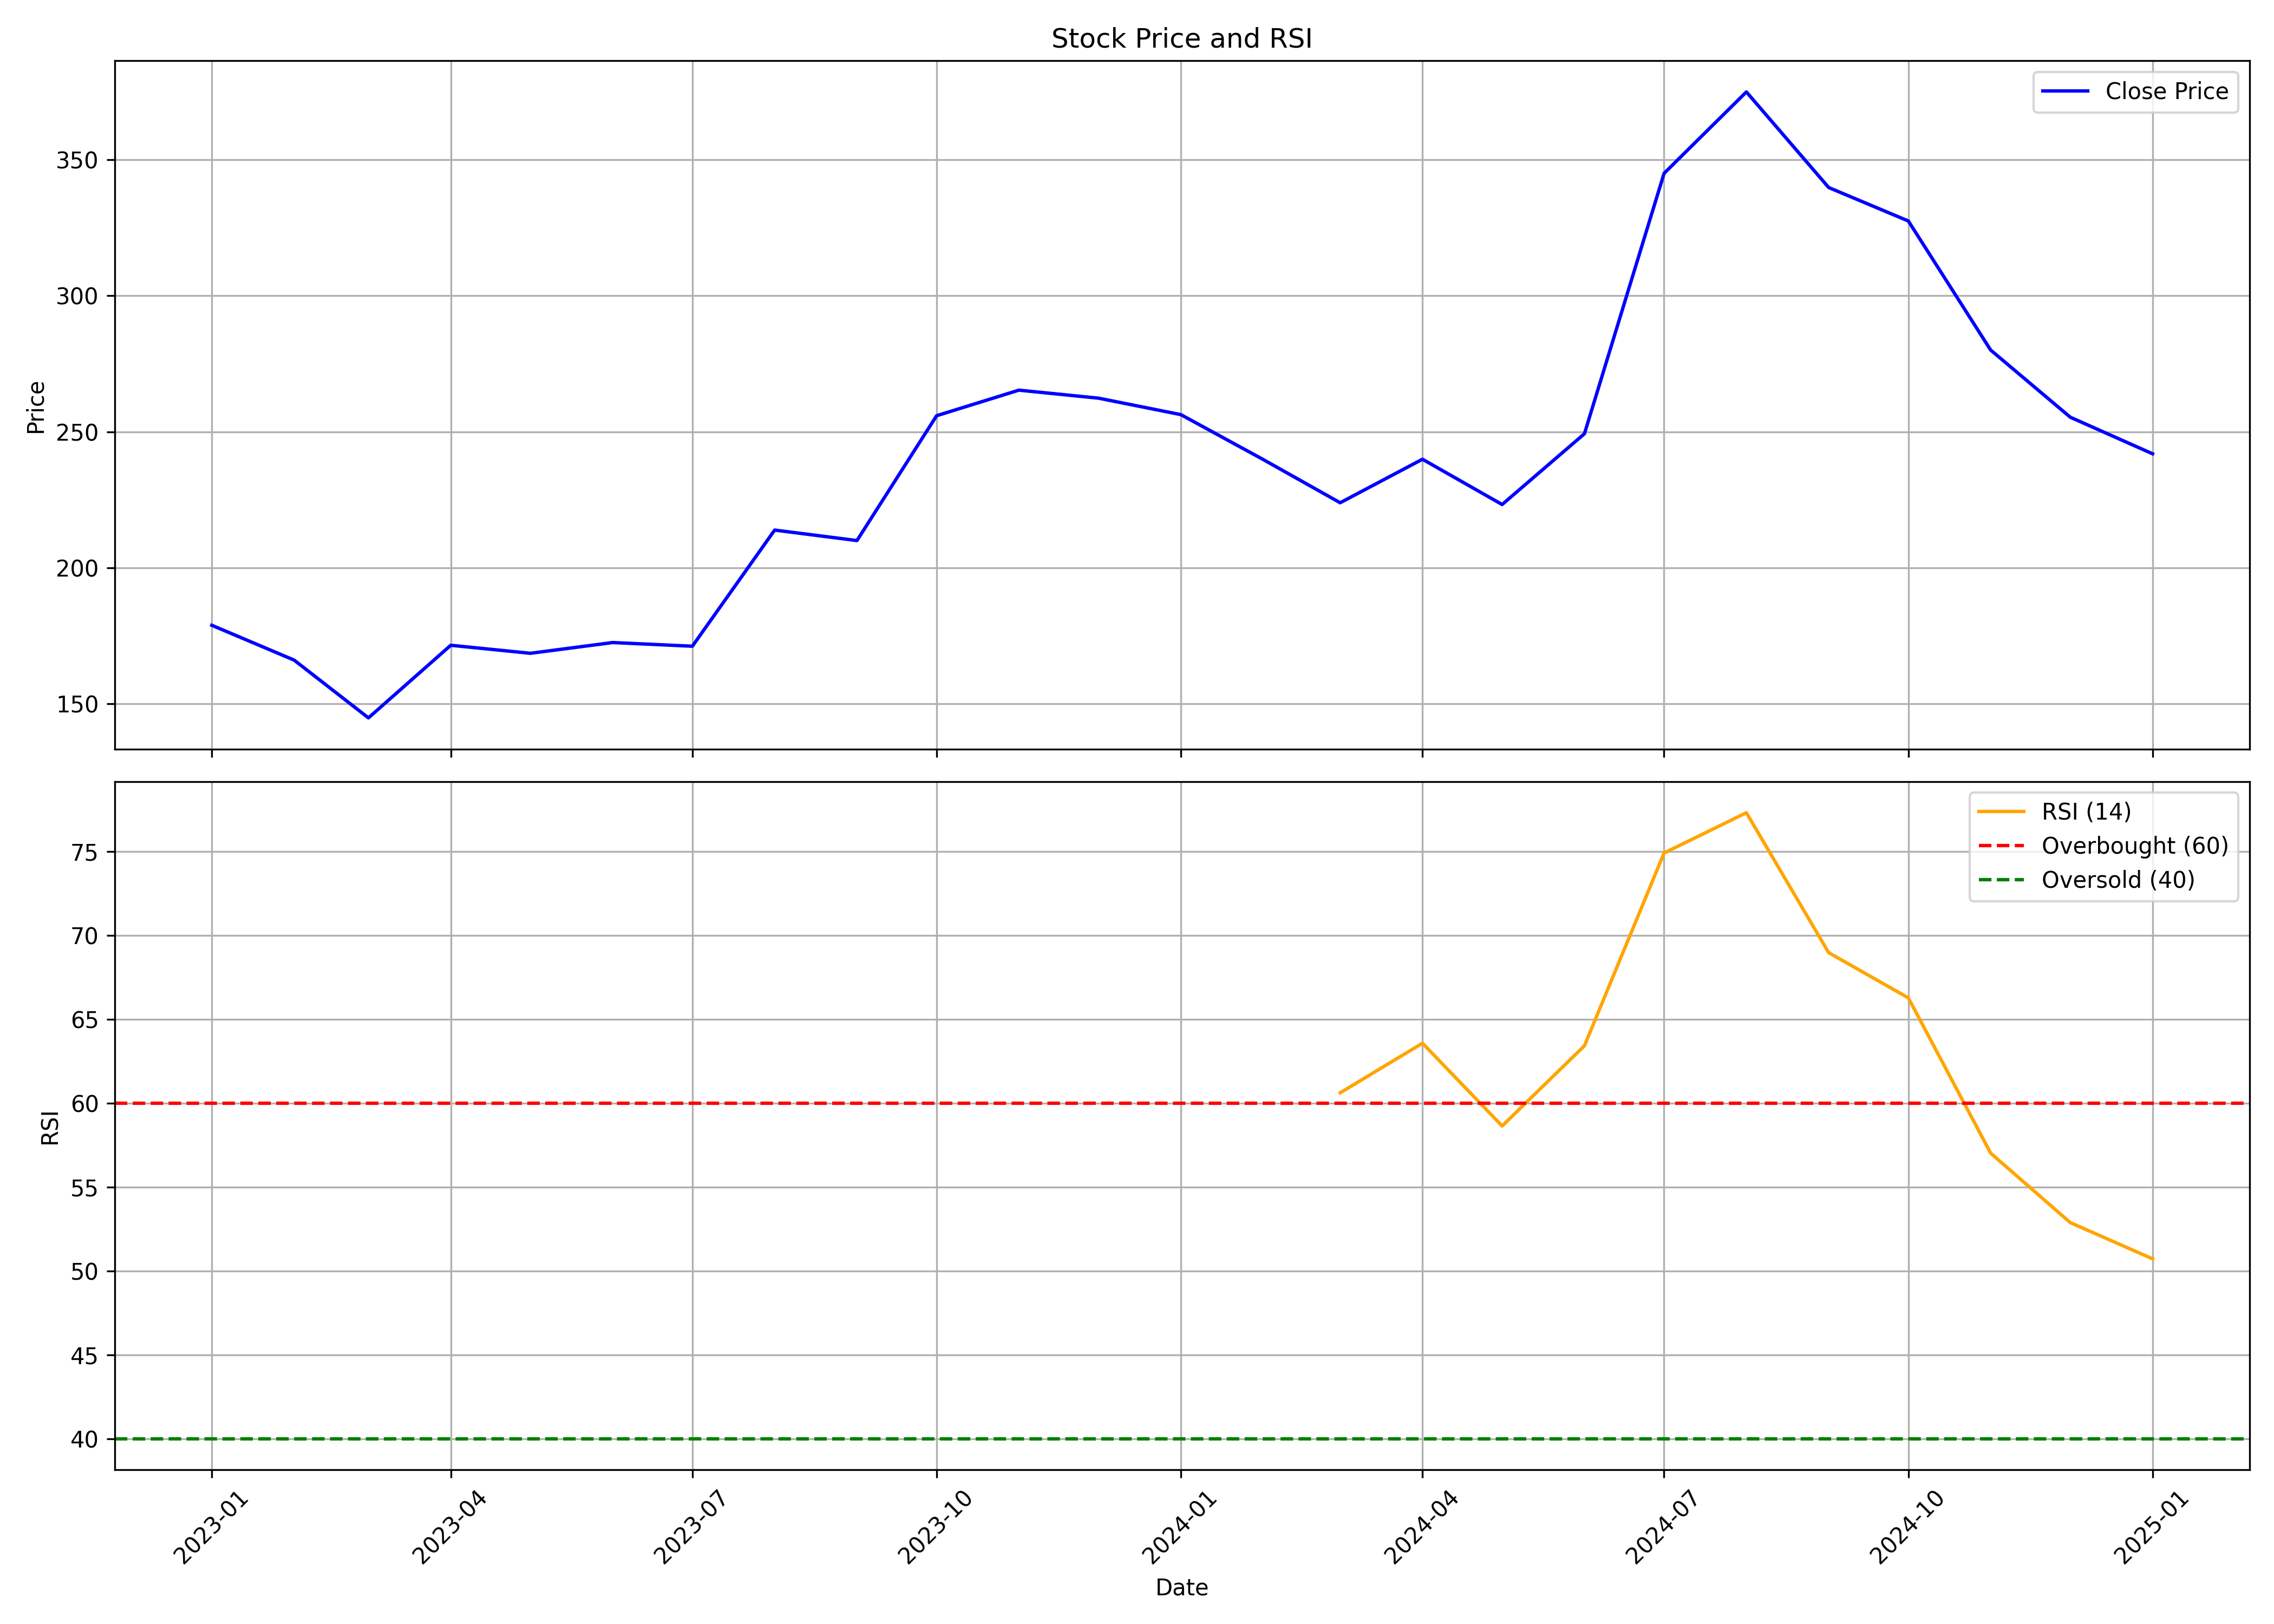 Stock Price and RSI
Close Price
350
300
250
200
150
Price
RSI (14)
Overbought (60)
Oversold (40)
75
70
65
60
55
50
45
40
RSI
2023-01
2023-04
2023-07
2023-10
2024-01
2024-04
2024-07
2024-10
2025-01
Date